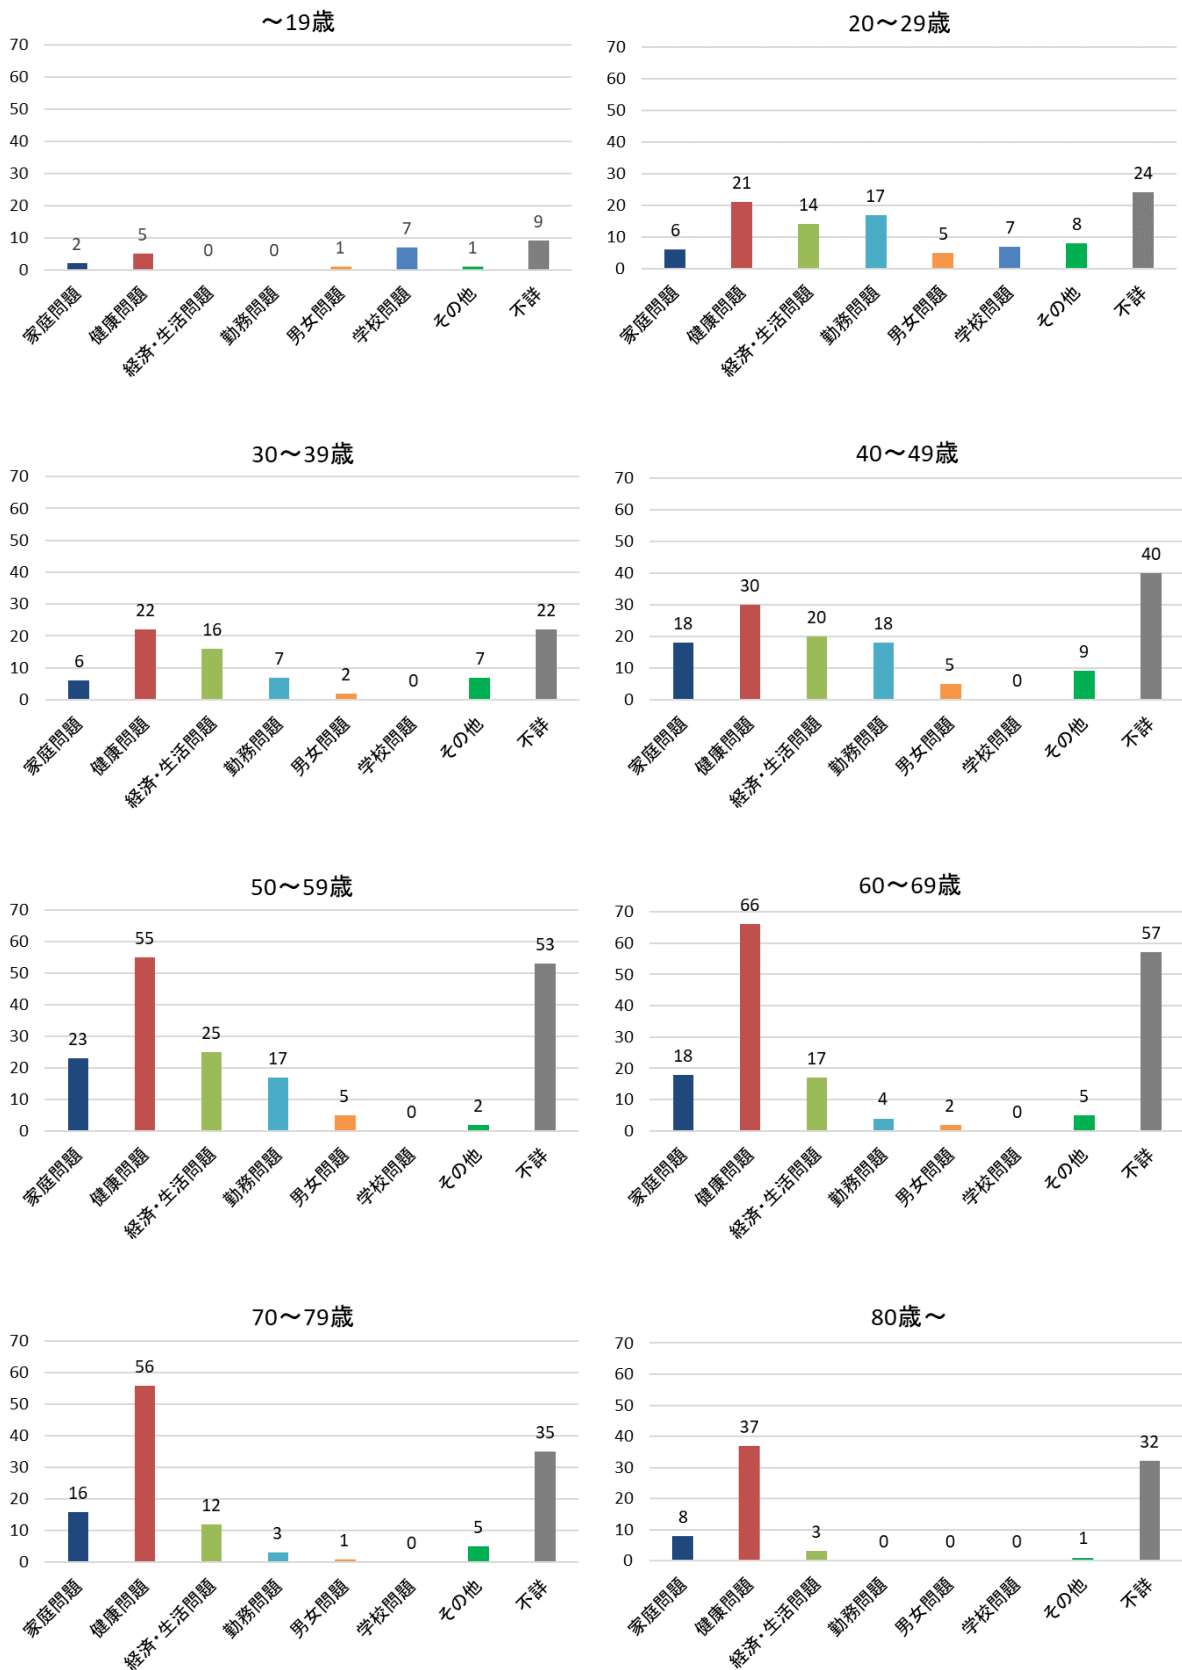 ～19歳
70
60
50
40
30
20
10
0
2
5
0
0
1
7
1
9
家庭問題
健康問題
経済・生活問題
勤務問題
男女問題
学校問題
その他
不詳
20～29歳
70
60
50
40
30
20
10
0
6
21
14
17
5
7
8
24
家庭問題
健康問題
経済・生活問題
勤務問題
男女問題
学校問題
その他
不詳
30～39歳
70
60
50
40
30
20
10
0
6
22
16
7
2
0
7
22
家庭問題
健康問題
経済・生活問題
勤務問題
男女問題
学校問題
その他
不詳
40～49歳
70
60
50
40
30
20
10
0
18
30
20
18
5
0
9
40
家庭問題
健康問題
経済・生活問題
勤務問題
男女問題
学校問題
その他
不詳
50～59歳
70
60
50
40
30
20
10
0
23
55
25
17
5
0
2
53
家庭問題
健康問題
経済・生活問題
勤務問題
男女問題
学校問題
その他
不詳
60～69歳
70
60
50
40
30
20
10
0
18
66
17
4
2
0
5
57
家庭問題
健康問題
経済・生活問題
勤務問題
男女問題
学校問題
その他
不詳
70～79歳
70
60
50
40
30
20
10
0
16
56
12
3
1
0
5
35
家庭問題
健康問題
経済・生活問題
勤務問題
男女問題
学校問題
その他
不詳
80歳～
70
60
50
40
30
20
10
0
8
37
3
0
0
0
1
32
家庭問題
健康問題
経済・生活問題
勤務問題
男女問題
学校問題
その他
不詳